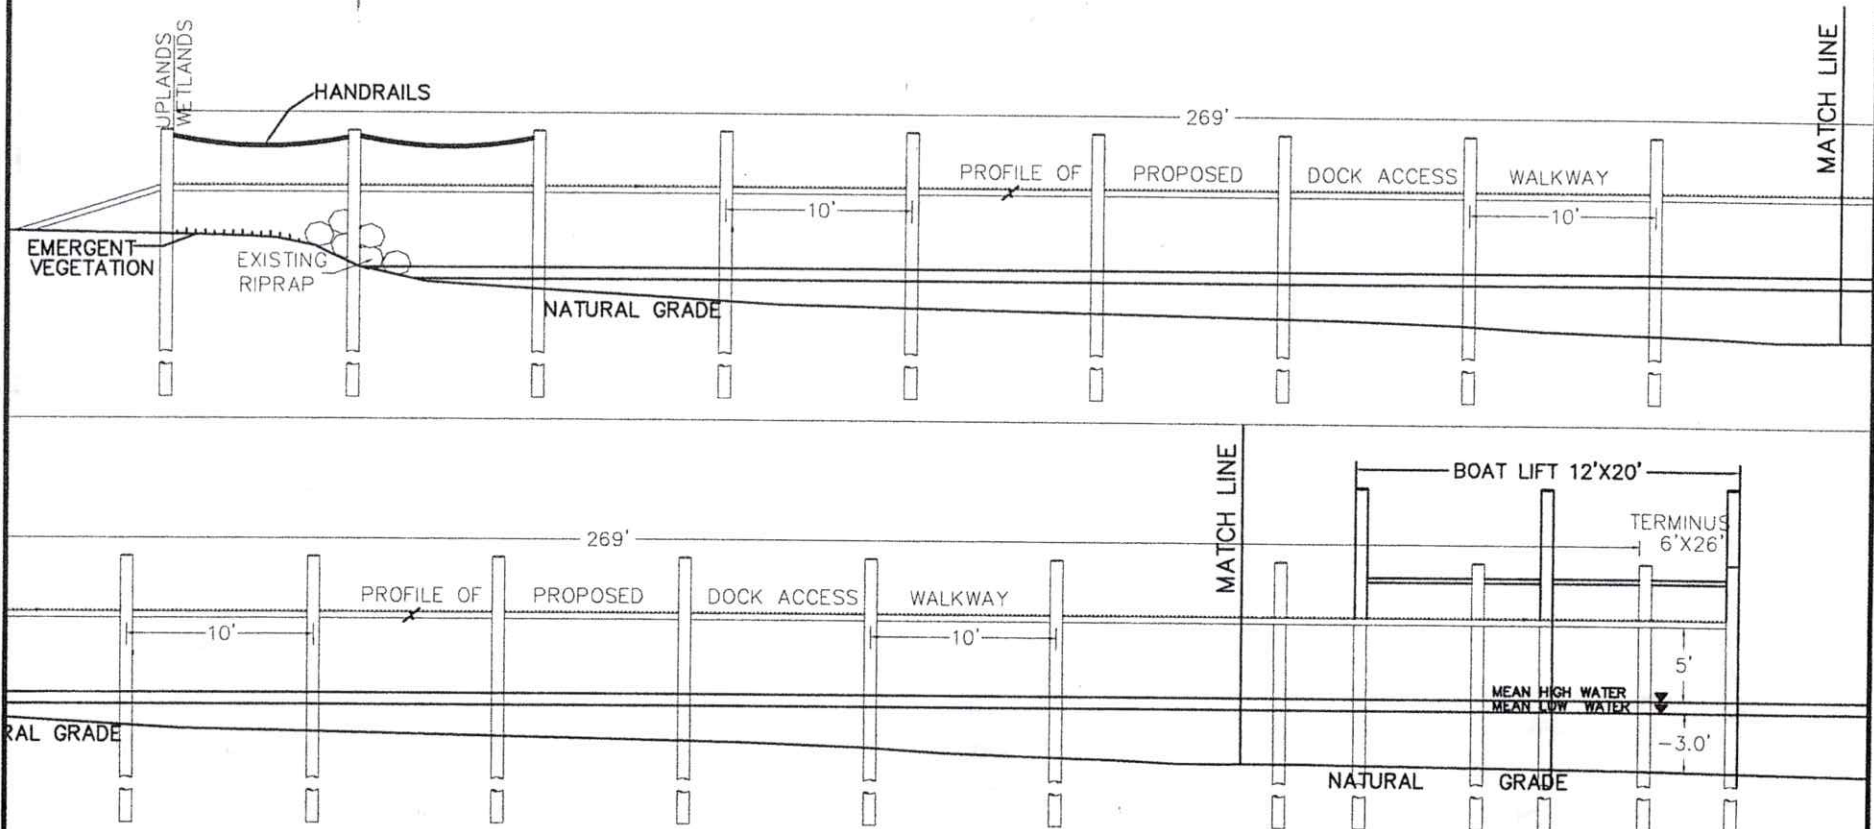 UPLANDS
WETLANDS
HANDRAILS
269'
MATCH LINE
PROFILE OF PROPOSED DOCK ACCESS WALKWAY
10'
10'
EMERGENT
VEGETATION
EXISTING
RIPRAP
NATURAL GRADE
MATCH LINE
BOAT LIFT 12'X20'
TERMINUS
6'X26'
269'
PROFILE OF PROPOSED DOCK ACCESS WALKWAY
10'
10'
5'
MEAN HIGH WATER
MEAN LOW WATER
-3.0'
RAL GRADE
NATURAL GRADE